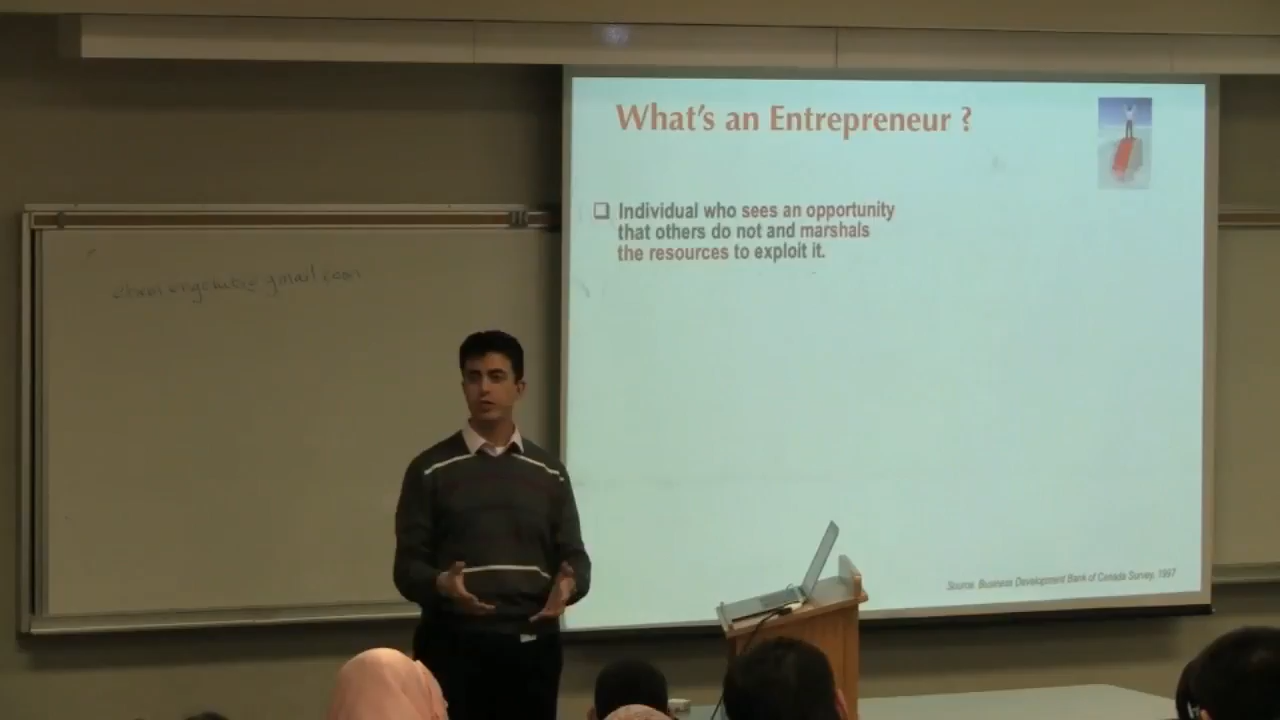 What's an Entrepreneur ?
❑ Individual who sees an opportunity
that others do not and marshals
the resources to exploit it.
Source. Business Development Bank of Canada Survey, 1997